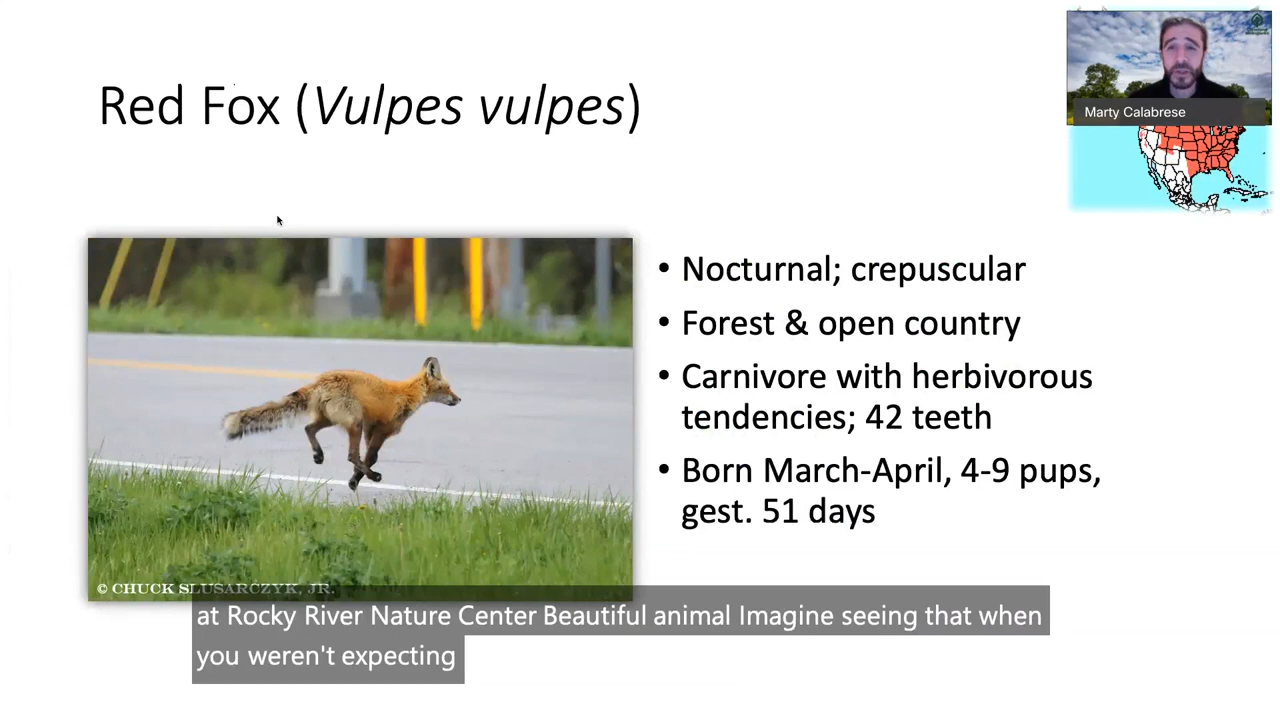 Red Fox (Vulpes vulpes)
Marty Calabrese
• Nocturnal; crepuscular
• Forest & open country
• Carnivore with herbivorous
tendencies; 42 teeth
• Born March-April, 4-9 pups,
gest. 51 days
© CHUCK SLUSARCZYK, JR.
at Rocky River Nature Center Beautiful animal Imagine seeing that when
you weren't expecting